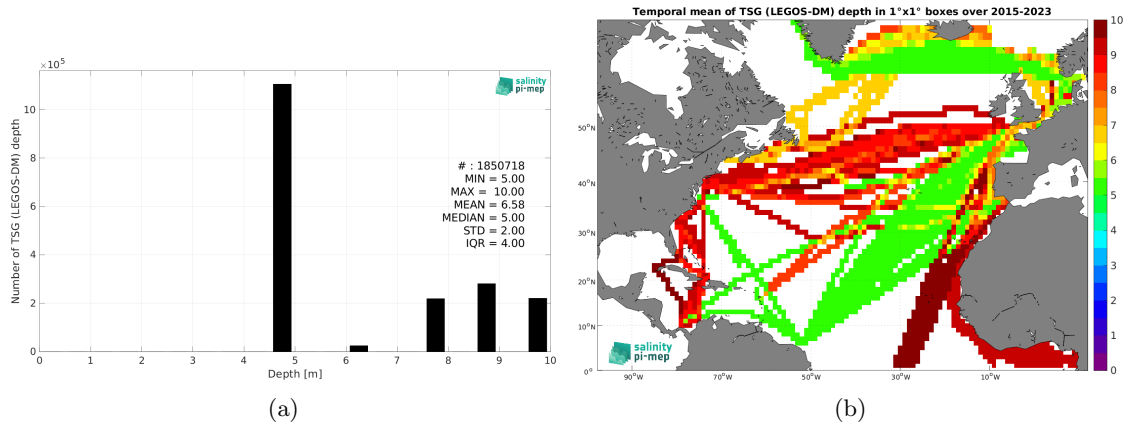 ×10⁵
10
8
6
4
2
0
0 1 2 3 4 5 6 7 8 9 10
Number of TSG (LEGOS-DM) depth
Depth [m]
salinity
pi-mep
# : 1850718
MIN = 5.00
MAX = 10.00
MEAN = 6.58
MEDIAN = 5.00
STD = 2.00
IQR = 4.00
(a)
Temporal mean of TSG (LEGOS-DM) depth in 1°x1° boxes over 2015-2023
50°N
40°N
30°N
20°N
10°N
0°
90°W 70°W 50°W 30°W 10°W
salinity
pi-mep
10
9
8
7
6
5
4
3
2
1
0
(b)